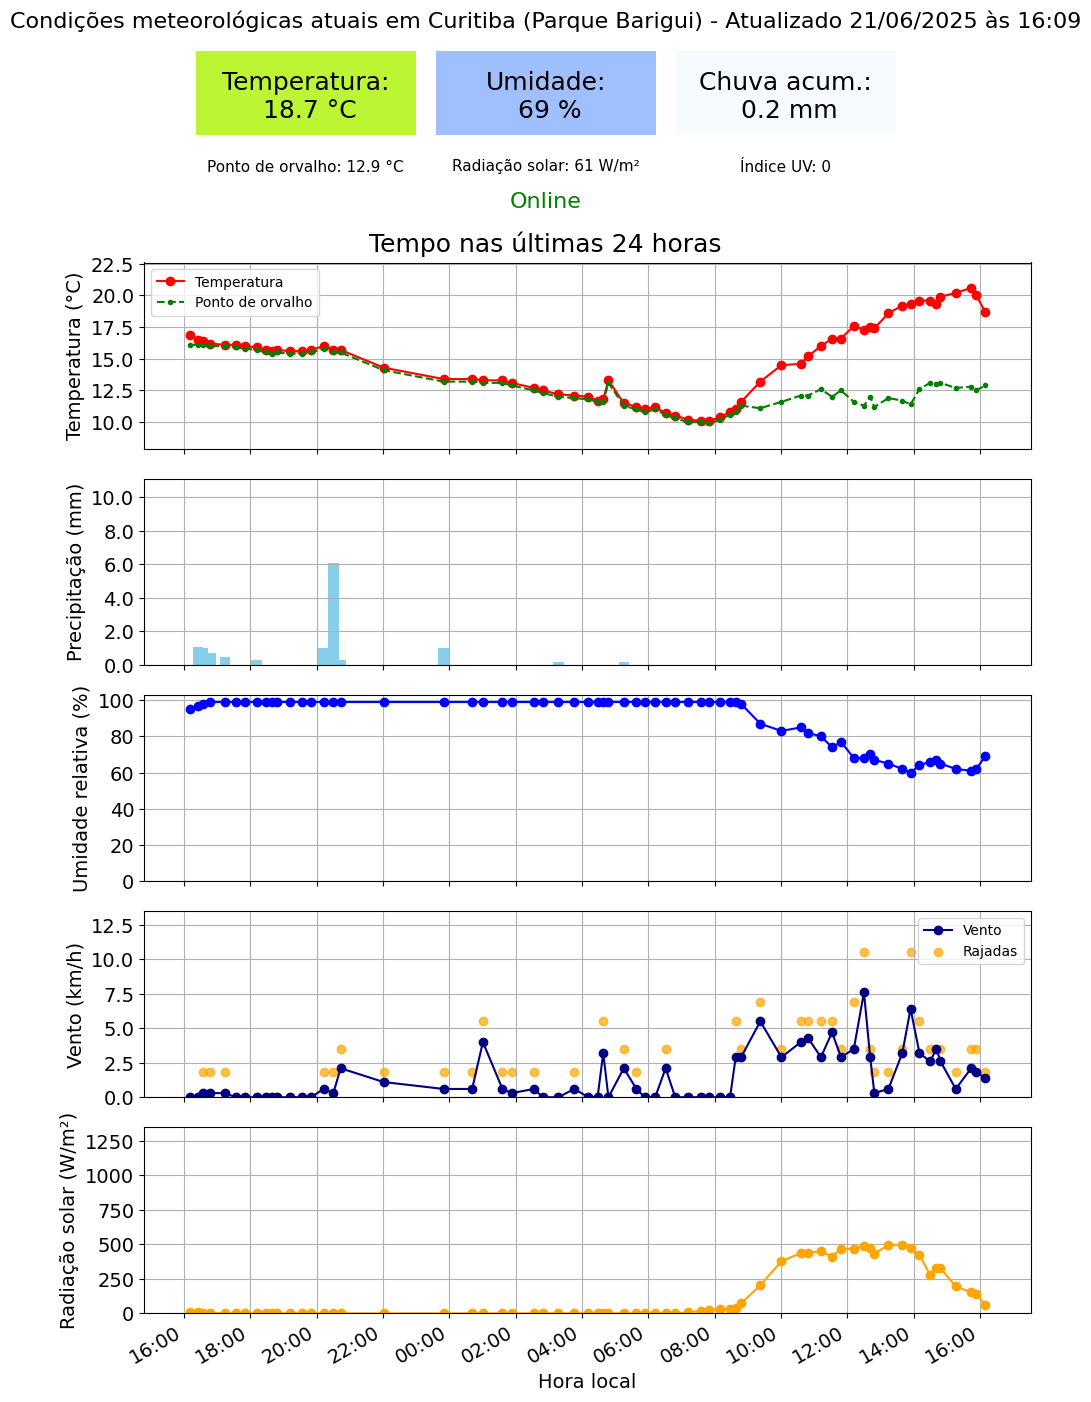 Condições meteorológicas atuais em Curitiba (Parque Barigui) - Atualizado 21/06/2025 às 16:09
Temperatura:
18.7 °C
Umidade:
69 %
Chuva acum.:
0.2 mm
Ponto de orvalho: 12.9 °C
Radiação solar: 61 W/m²
Índice UV: 0
Online
Tempo nas últimas 24 horas
Temperatura (°C)
22.5
20.0
17.5
15.0
12.5
10.0
Temperatura
Ponto de orvalho
Precipitação (mm)
10.0
8.0
6.0
4.0
2.0
0.0
Umidade relativa (%)
100
80
60
40
20
0
Vento (km/h)
12.5
10.0
7.5
5.0
2.5
0.0
Vento
Rajadas
Radiação solar (W/m²)
1250
1000
750
500
250
0
16:00
18:00
20:00
22:00
00:00
02:00
04:00
06:00
08:00
10:00
12:00
14:00
16:00
Hora local